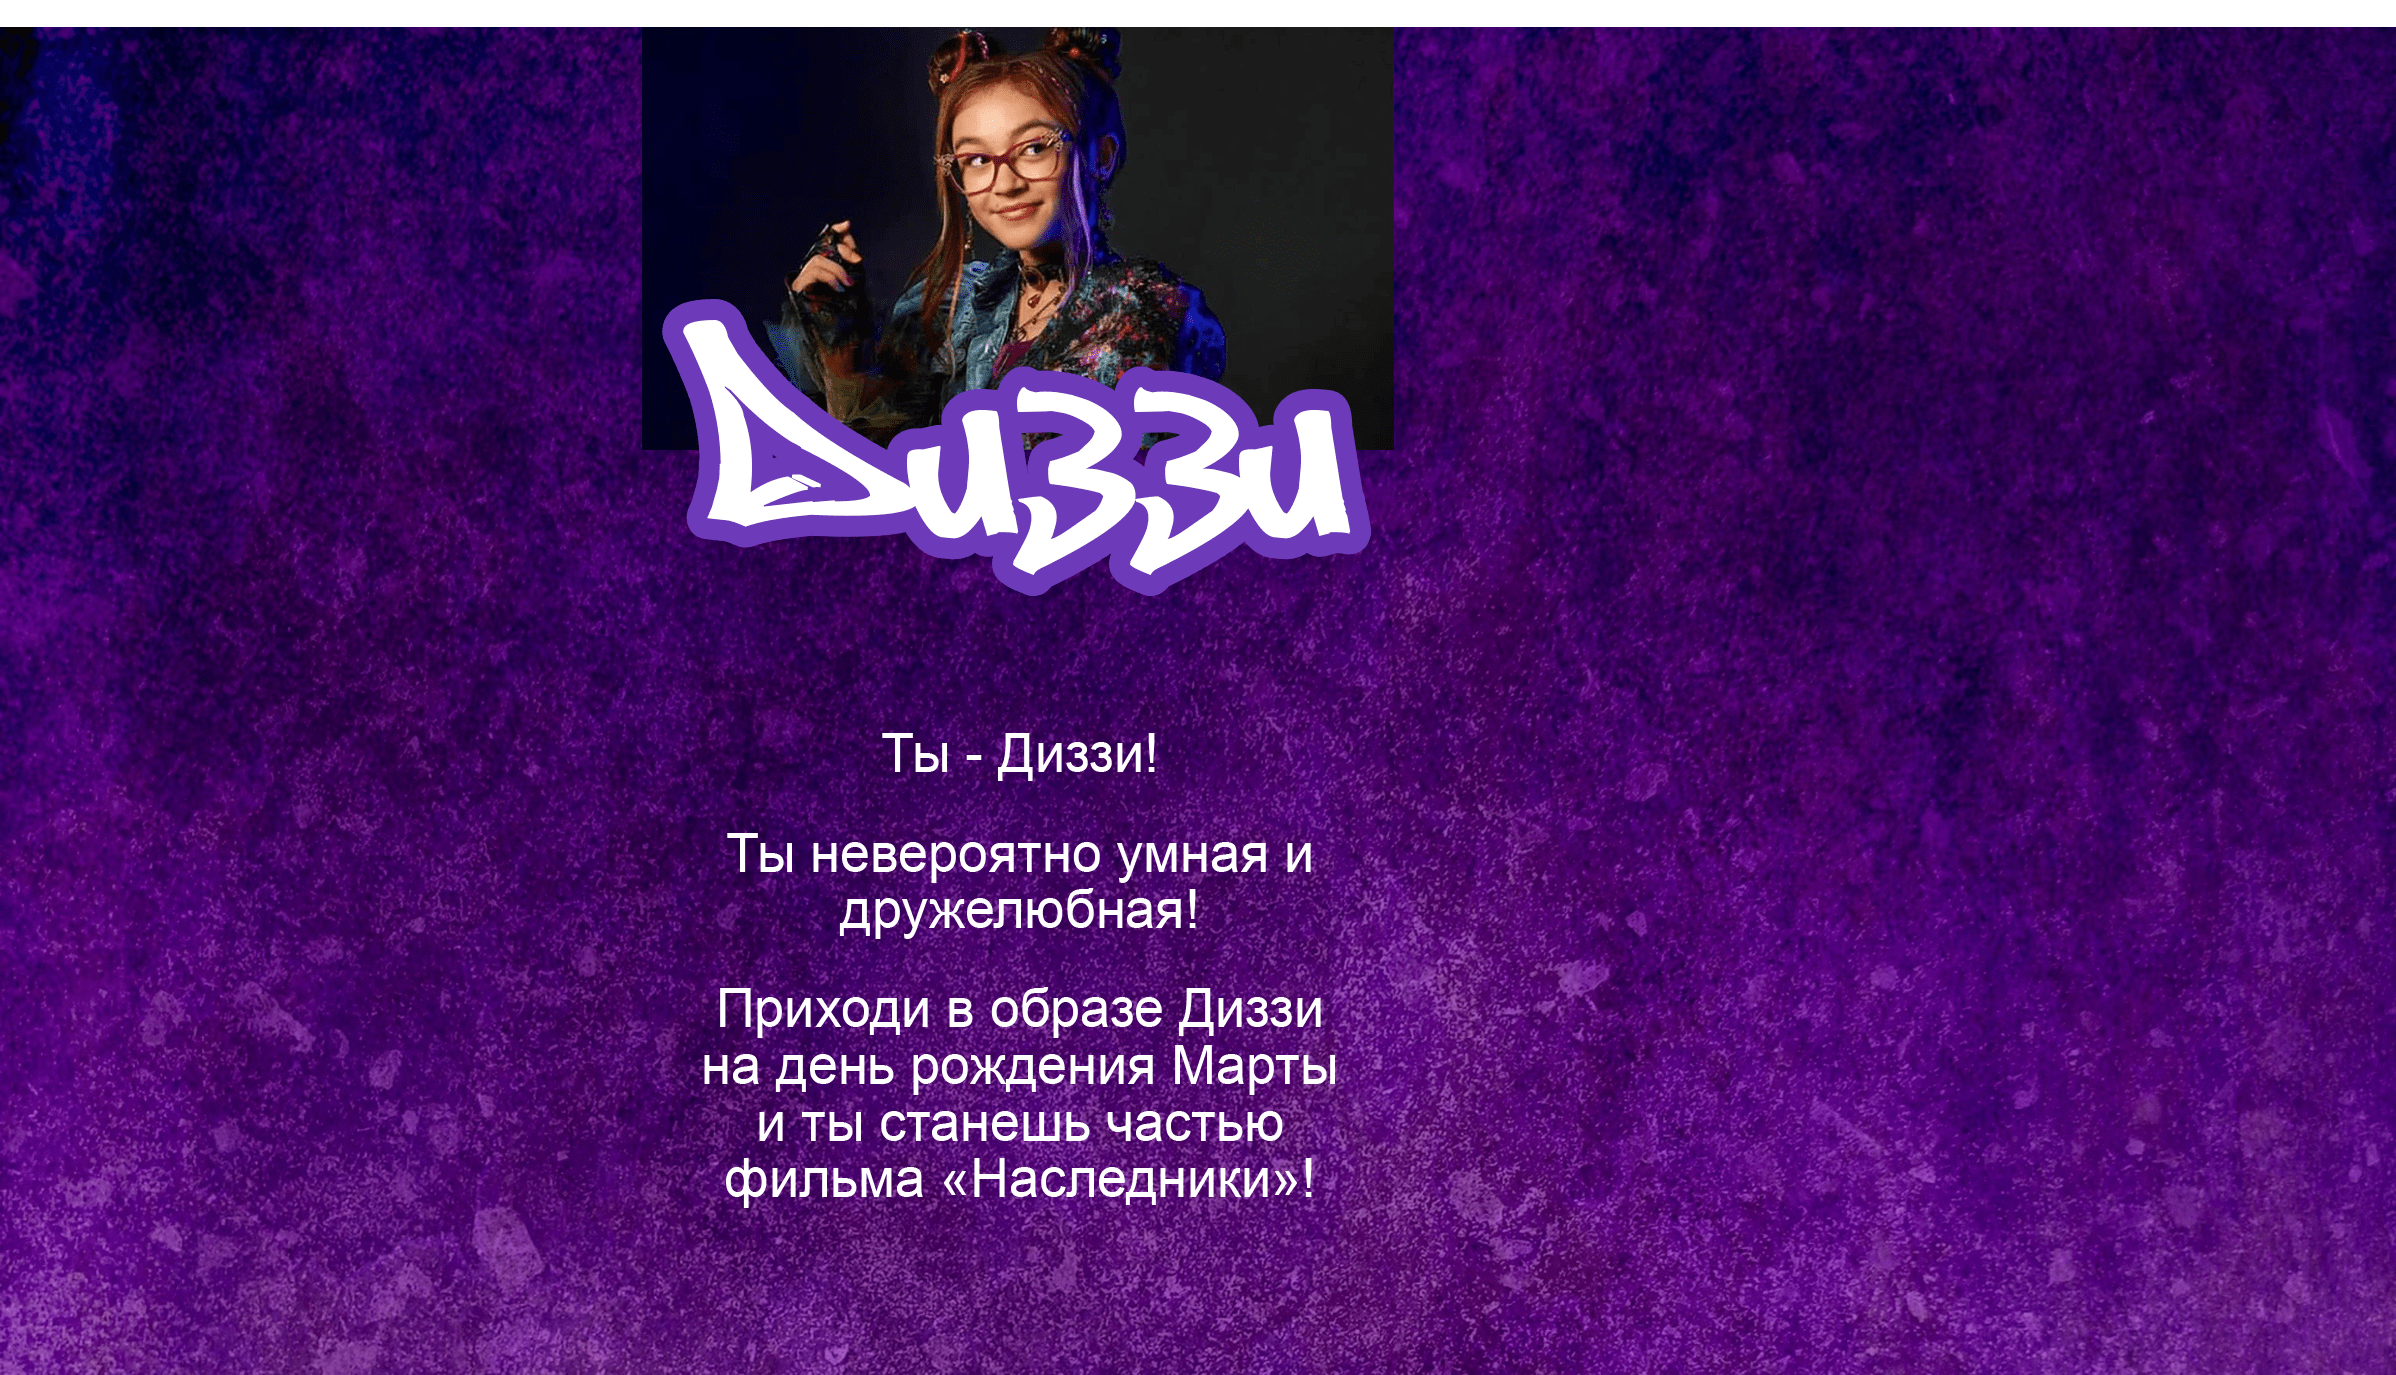 Диззи
Ты - Диззи!
Ты невероятно умная и
дружелюбная!
Приходи в образе Диззи
на день рождения Марты
и ты станешь частью
фильма «Наследники»!